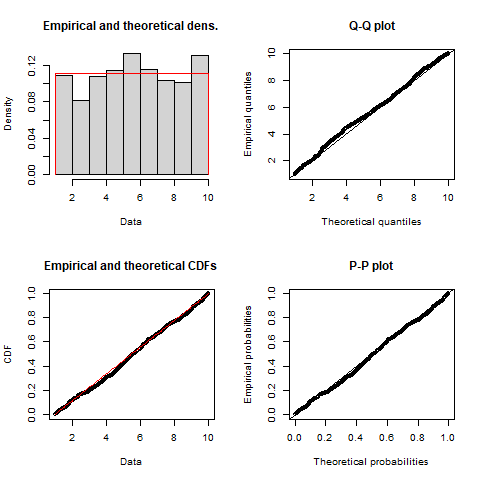 Empirical and theoretical dens.
Density
0.00 0.04 0.08 0.12
2 4 6 8 10
Data
Q-Q plot
Empirical quantiles
2 4 6 8 10
2 4 6 8 10
Theoretical quantiles
Empirical and theoretical CDFs
CDF
0.0 0.2 0.4 0.6 0.8 1.0
2 4 6 8 10
Data
P-P plot
Empirical probabilities
0.0 0.2 0.4 0.6 0.8 1.0
0.0 0.2 0.4 0.6 0.8 1.0
Theoretical probabilities